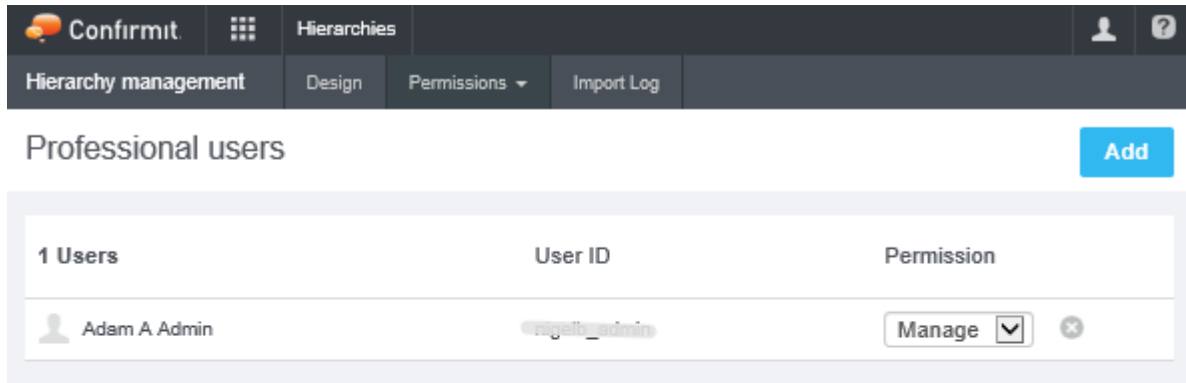 Confirmit. Hierarchies ?
Hierarchy management Design Permissions Import Log
Professional users Add
1 Users User ID Permission
Adam A Admin Manage